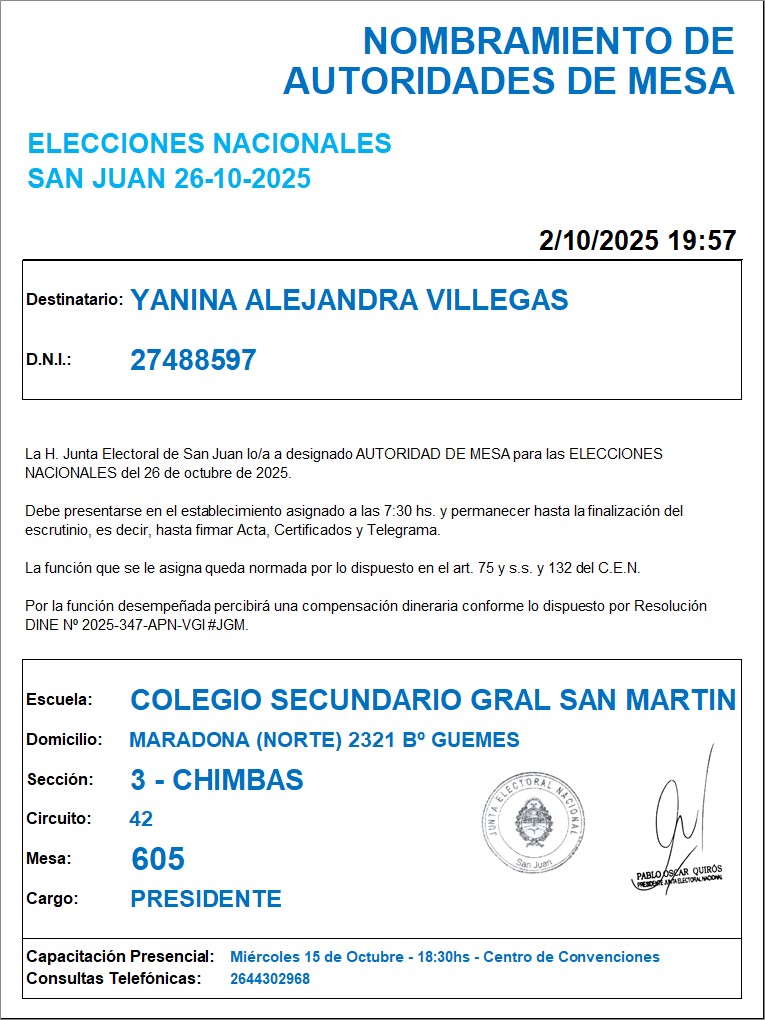 NOMBRAMIENTO DE
AUTORIDADES DE MESA
ELECCIONES NACIONALES
SAN JUAN 26-10-2025
2/10/2025 19:57
Destinatario: YANINA ALEJANDRA VILLEGAS
D.N.I.: 27488597
La H. Junta Electoral de San Juan lo/a a designado AUTORIDAD DE MESA para las ELECCIONES
NACIONALES del 26 de octubre de 2025.
Debe presentarse en el establecimiento asignado a las 7:30 hs. y permanecer hasta la finalización del
escrutinio, es decir, hasta firmar Acta, Certificados y Telegrama.
La función que se le asigna queda normada por lo dispuesto en el art. 75 y s.s. y 132 del C.E.N.
Por la función desempeñada percibirá una compensación dineraria conforme lo dispuesto por Resolución
DINE Nº 2025-347-APN-VGI#JGM.
Escuela: COLEGIO SECUNDARIO GRAL SAN MARTIN
Domicilio: MARADONA (NORTE) 2321 Bº GUEMES
Sección: 3 - CHIMBAS
Circuito: 42
Mesa: 605
Cargo: PRESIDENTE
JUNTA ELECTORAL NACIONAL
San Juan
PABLO OSCAR QUIRÓS
PRESIDENTE JUNTA ELECTORAL NACIONAL
Capacitación Presencial: Miércoles 15 de Octubre - 18:30hs - Centro de Convenciones
Consultas Telefónicas: 2644302968